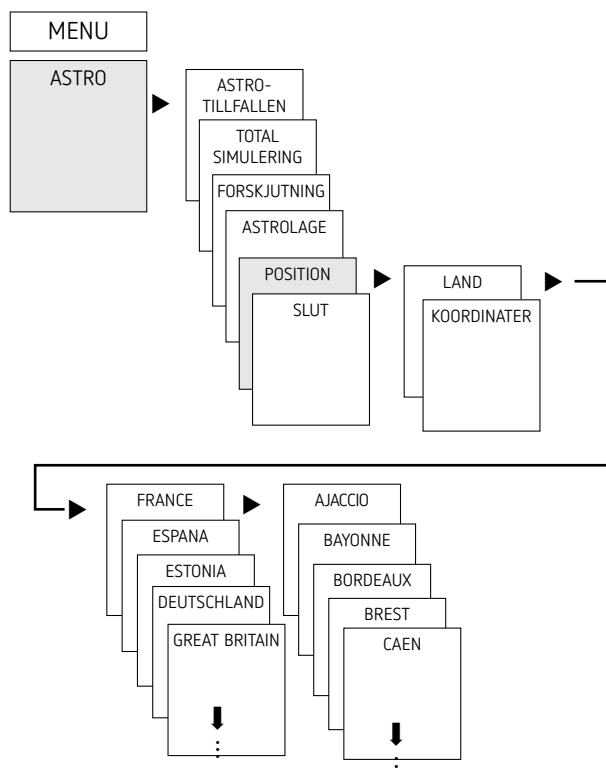 MENU
ASTRO
ASTRO-
TILLFALLEN
TOTAL
SIMULERING
FORSKJUTNING
ASTROLAGE
POSITION
SLUT
LAND
KOORDINATER
FRANCE
ESPANA
ESTONIA
DEUTSCHLAND
GREAT BRITAIN
AJACCIO
BAYONNE
BORDEAUX
BREST
CAEN